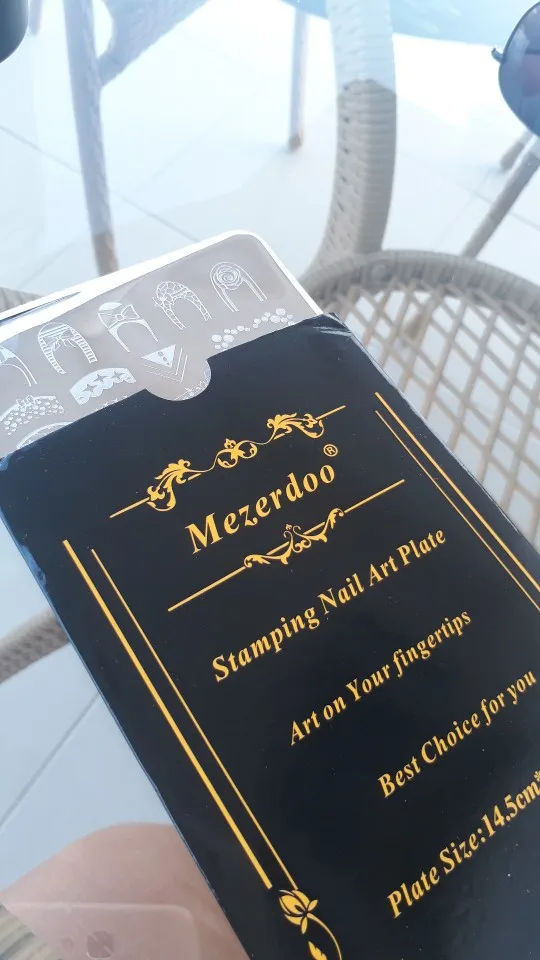 Mezerdoo®
Stamping Nail Art Plate
Art on Your fingertips
Best Choice for you
Plate Size:14.5cm*